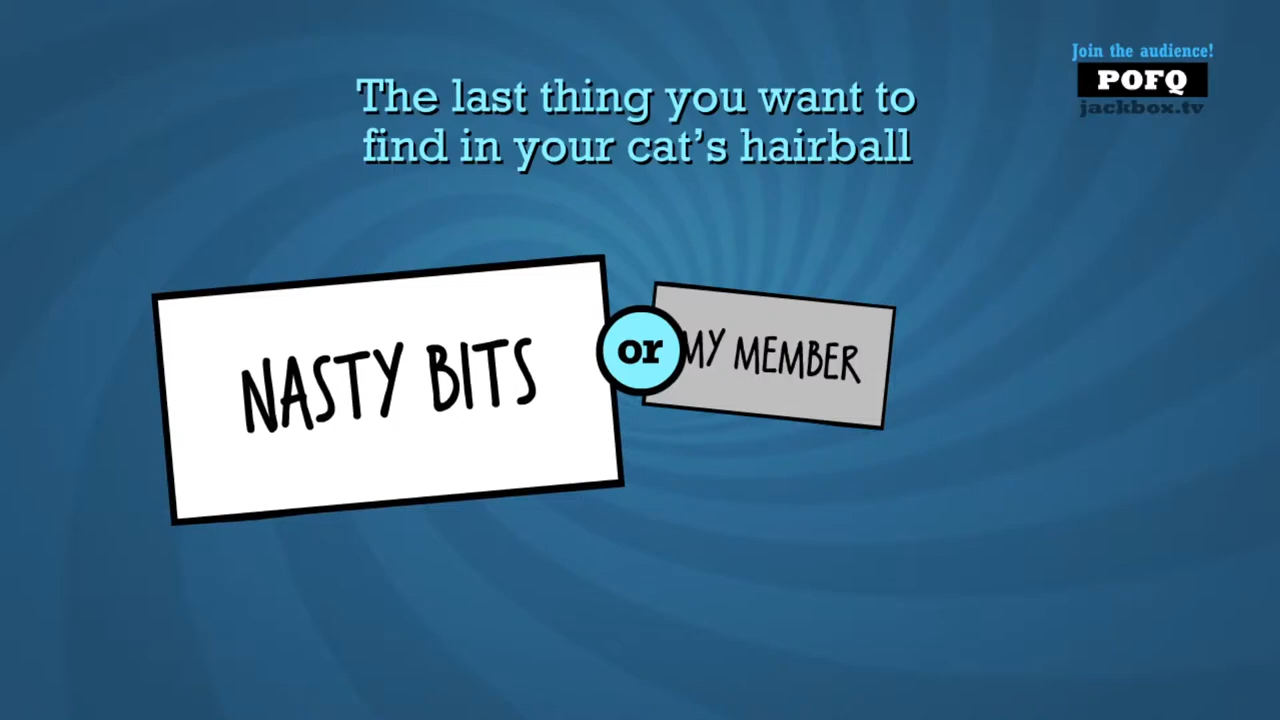 Join the audience!
POFQ
jackbox.tv
The last thing you want to
find in your cat's hairball
NASTY BITS
or
MY MEMBER